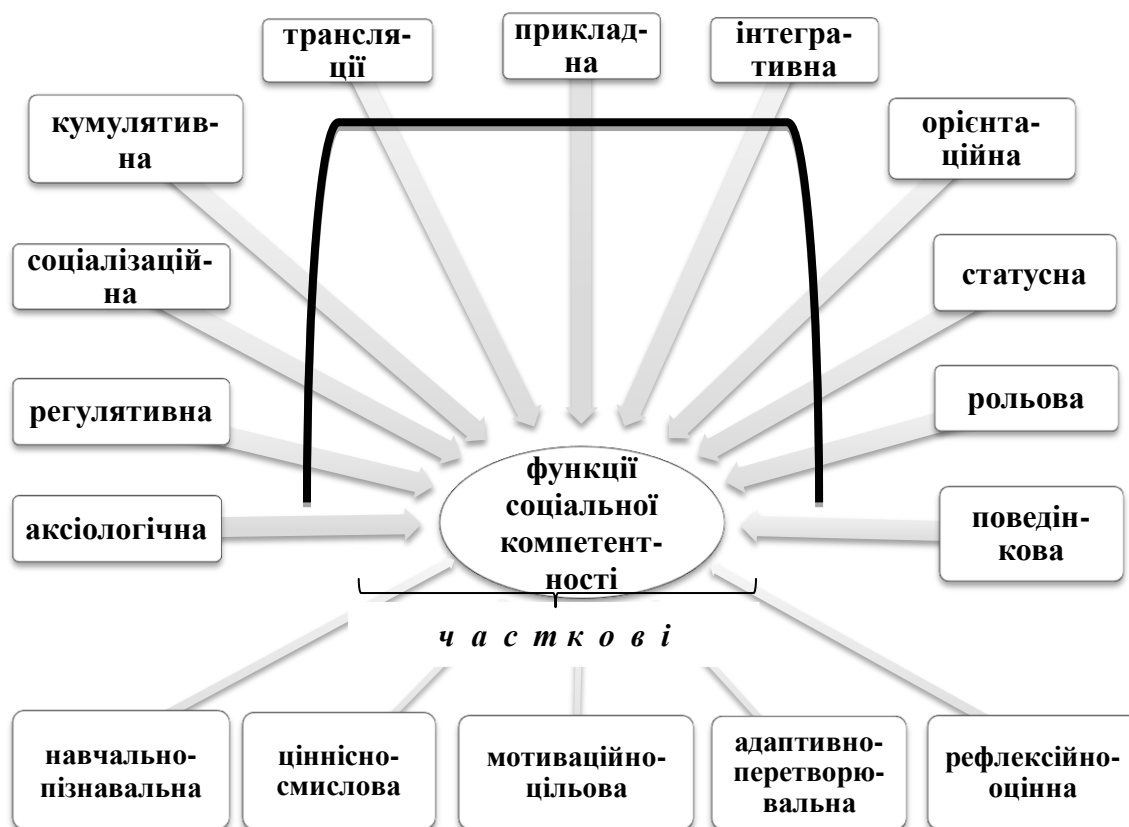 трансля-
ції
приклад-
на
інтегра-
тивна
кумулятив-
на
орієнта-
ційна
соціалізацій-
на
статусна
регулятивна
рольова
аксіологічна
функції
соціальної
компетент-
ності
поведін-
кова
часткові
навчально-
пізнавальна
ціннісно-
смислова
мотиваційно-
цільова
адаптивно-
перетворю-
вальна
рефлексійно-
оцінна